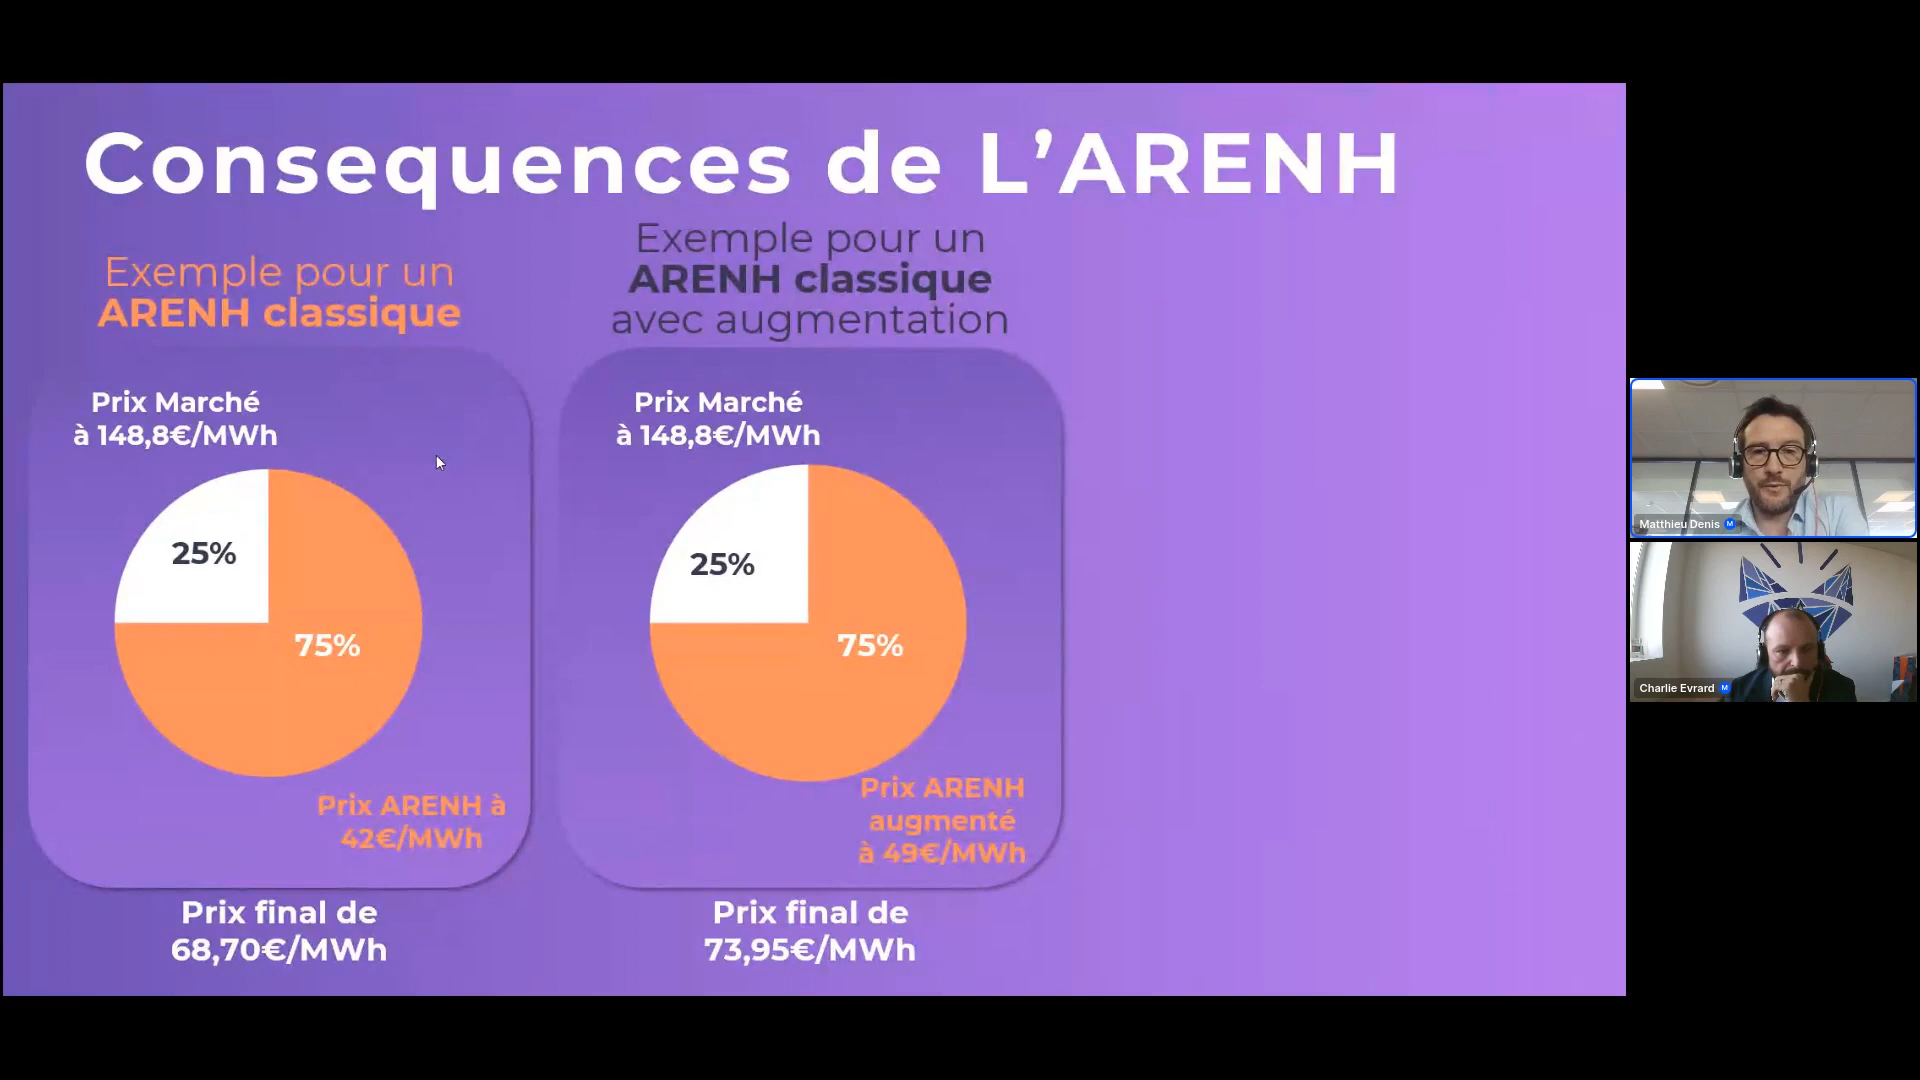 Consequences de L’ARENH
Exemple pour un
ARENH classique
Prix Marché
à 148,8€/MWh
25%
75%
Prix ARENH à
42€/MWh
Prix final de
68,70€/MWh
Exemple pour un
ARENH classique
avec augmentation
Prix Marché
à 148,8€/MWh
25%
75%
Prix ARENH
augmenté
à 49€/MWh
Prix final de
73,95€/MWh
Matthieu Denis M
Charlie Evrard M